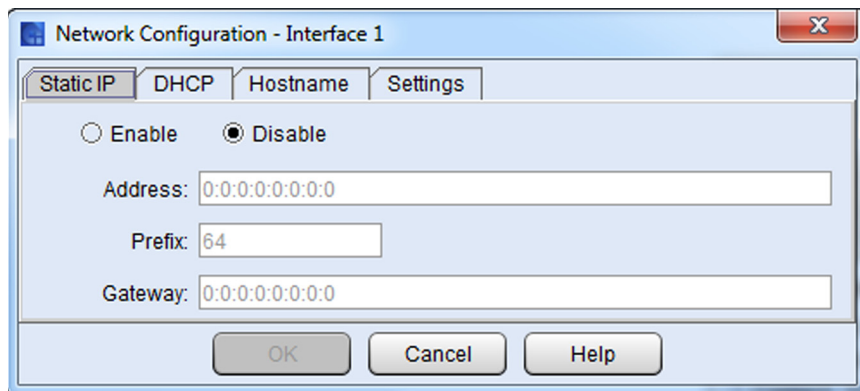 Network Configuration - Interface 1
Static IP DHCP Hostname Settings
Enable Disable
Address: 0:0:0:0:0:0:0:0
Prefix: 64
Gateway: 0:0:0:0:0:0:0:0
OK Cancel Help